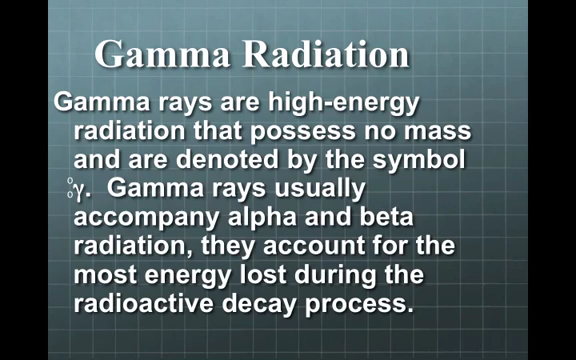 Gamma Radiation
Gamma rays are high-energy
radiation that possess no mass
and are denoted by the symbol
⁰₀γ. Gamma rays usually
accompany alpha and beta
radiation, they account for the
most energy lost during the
radioactive decay process.